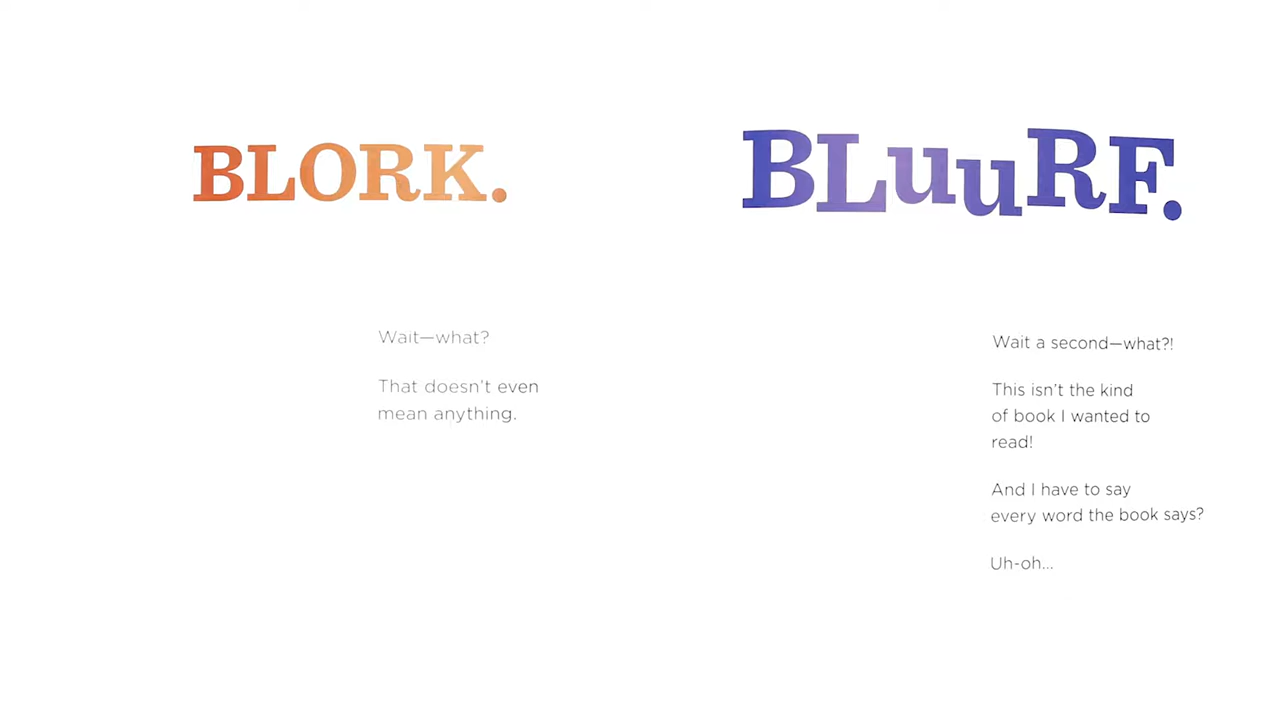 BLORK.
Wait—what?
That doesn't even
mean anything.
BLuuRF.
Wait a second—what?!
This isn't the kind
of book I wanted to
read!
And I have to say
every word the book says?
Uh-oh...